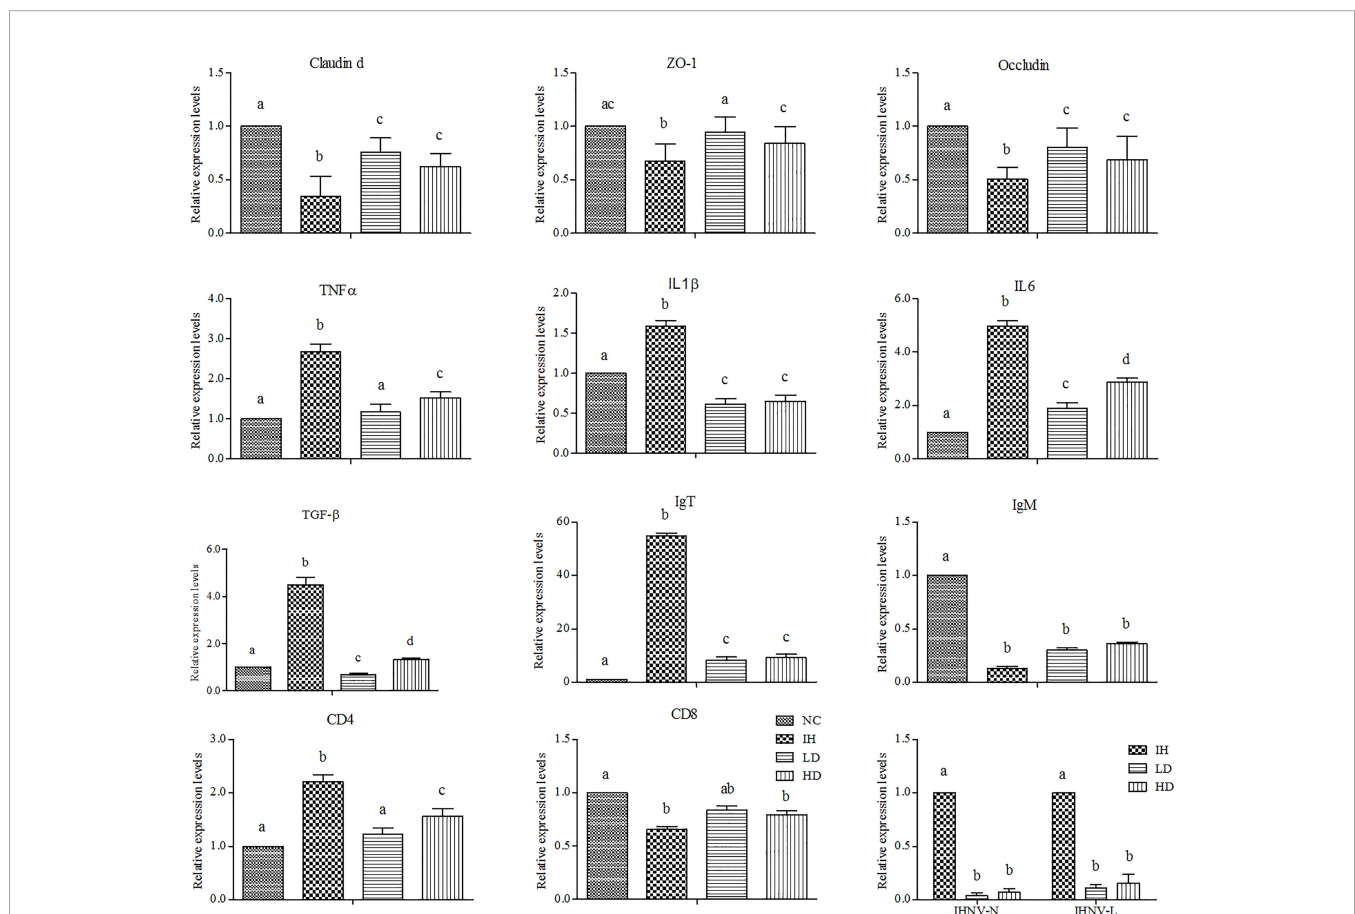 Claudin d
Relative expression levels
1.5
1.0
0.5
0.0
a
b
c
c
ZO-1
Relative expression levels
1.5
1.0
0.5
0.0
ac
b
a
c
Occludin
Relative expression levels
1.5
1.0
0.5
0.0
a
b
c
c
TNFα
Relative expression levels
4.0
3.0
2.0
1.0
0.0
a
b
a
c
IL1β
Relative expression levels
2.0
1.5
1.0
0.5
0.0
a
b
c
c
IL6
Relative expression levels
6.0
4.0
2.0
0.0
a
b
c
d
TGF-β
Relative expression levels
6.0
4.0
2.0
0.0
a
b
c
d
IgT
Relative expression levels
60
40
20
0
a
b
c
c
IgM
Relative expression levels
1.5
1.0
0.5
0.0
a
b
b
b
CD4
Relative expression levels
3.0
2.0
1.0
0.0
a
b
a
c
CD8
Relative expression levels
1.5
1.0
0.5
0.0
a
b
ab
b
NC
IH
LD
HD
Relative expression levels
1.5
1.0
0.5
0.0
a
b
b
a
b
b
IH
LD
HD
IHNV-N
IHNV-L